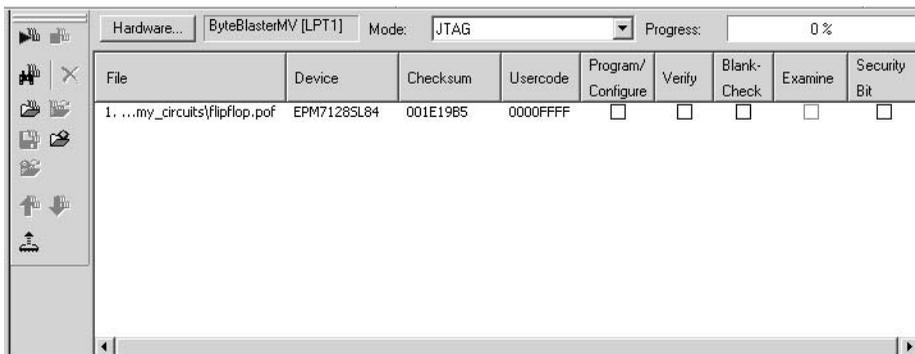 Hardware... ByteBlasterMV [LPT1] Mode: JTAG Progress: 0 %
File Device Checksum Usercode Program/ Configure Verify Blank- Check Examine Security Bit
1. ...my_circuits\flipflop.pof EPM7128SL84 001E19B5 0000FFFF